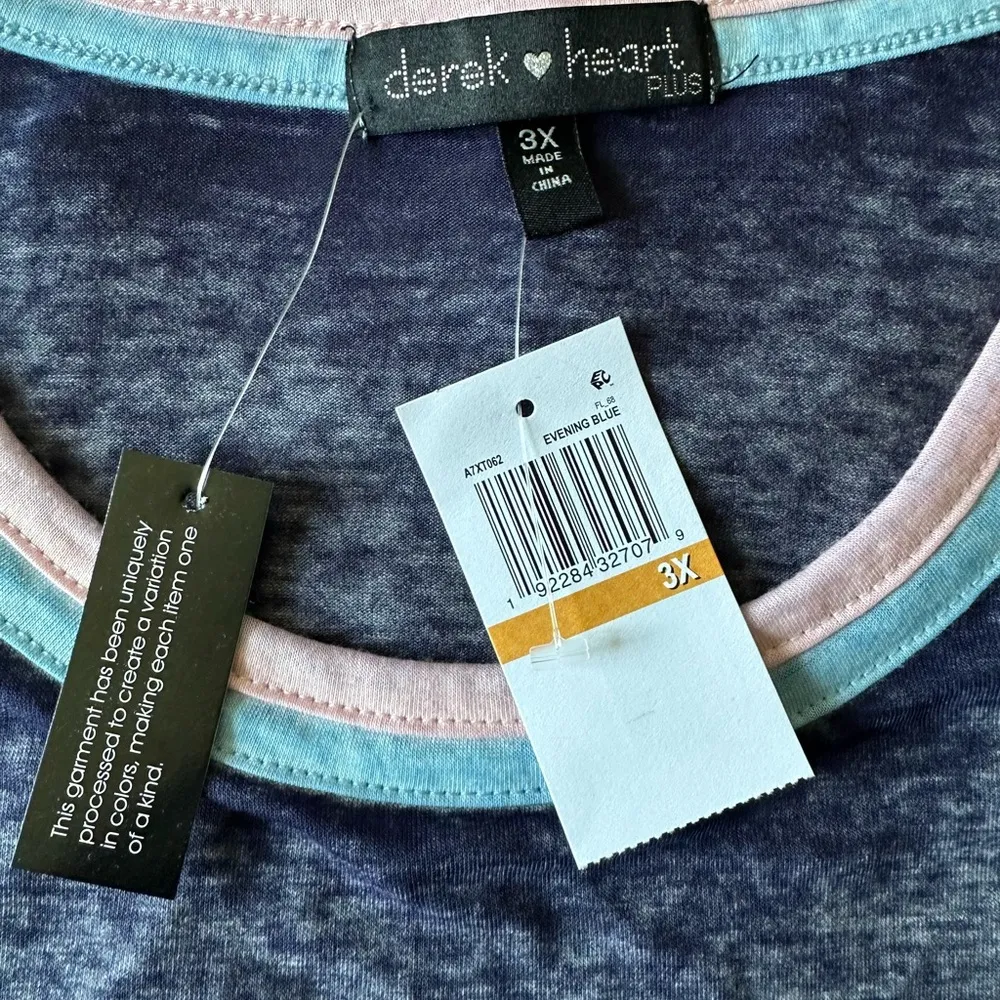 derek heart
PLUS
3X
MADE
IN
CHINA
FL_68
EVENING BLUE
A7XT062
1 92284 32707 9
3X
This garment has been uniquely
processed to create a variation
in colors, making each item one
of a kind.